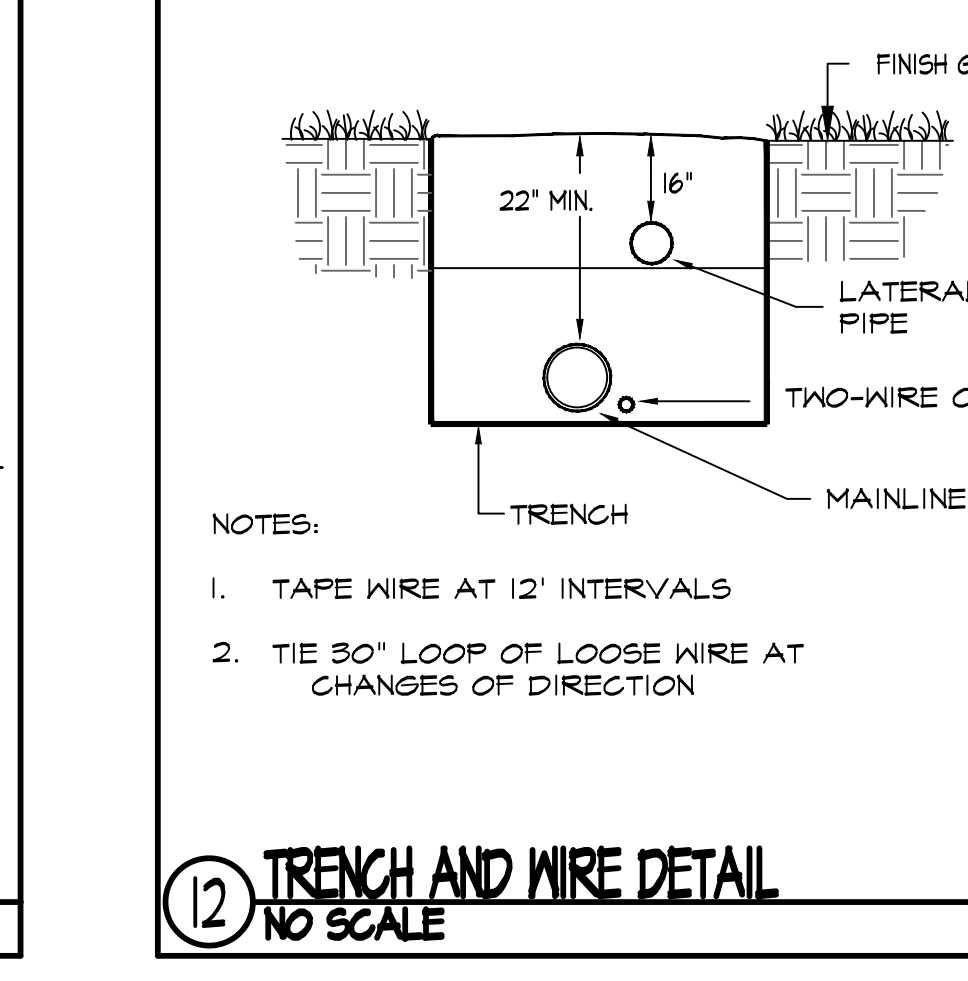 FINISH
22" MIN.
16"
LATERAL
PIPE
TWO-WIRE
MAINLINE
TRENCH
NOTES:
1. TAPE WIRE AT 12' INTERVALS
2. TIE 30" LOOP OF LOOSE WIRE AT
CHANGES OF DIRECTION
12
TRENCH AND WIRE DETAIL
NO SCALE